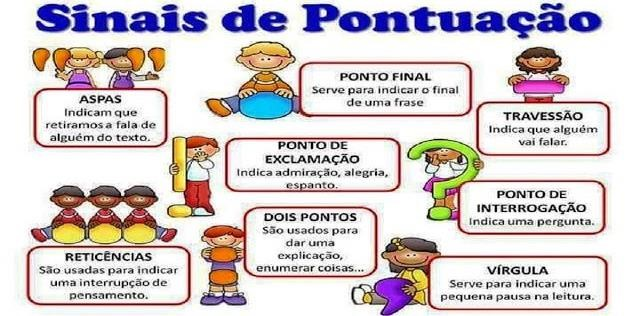 Sinais de Pontuação
ASPAS
Indicam que
retiramos a fala de
alguém do texto.
PONTO FINAL
Serve para indicar o final
de uma frase
TRAVESSÃO
Indica que alguém
vai falar.
PONTO DE
EXCLAMAÇÃO
Indica admiração, alegria,
espanto.
PONTO DE
INTERROGAÇÃO
Indica uma pergunta.
RETICÊNCIAS
São usadas para indicar
uma interrupção de
pensamento.
DOIS PONTOS
São usados para
dar uma
explicação,
enumerar coisas...
VÍRGULA
Serve para indicar uma
pequena pausa na leitura.